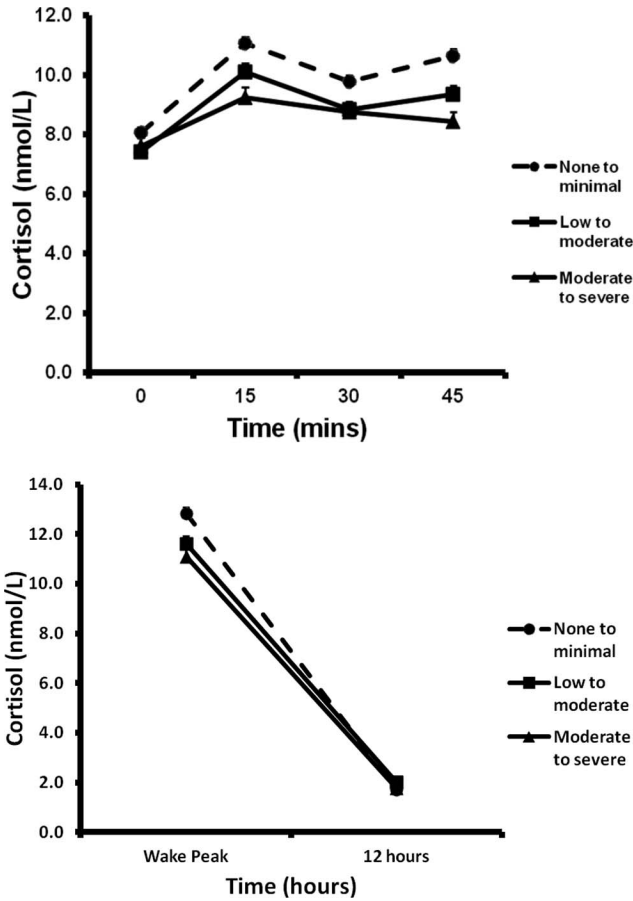 12.0
10.0
8.0
6.0
4.0
2.0
0.0
Cortisol (nmol/L)
0 15 30 45
Time (mins)
None to
minimal
Low to
moderate
Moderate
to severe
14.0
12.0
10.0
8.0
6.0
4.0
2.0
0.0
Cortisol (nmol/L)
Wake Peak 12 hours
Time (hours)
None to
minimal
Low to
moderate
Moderate
to severe